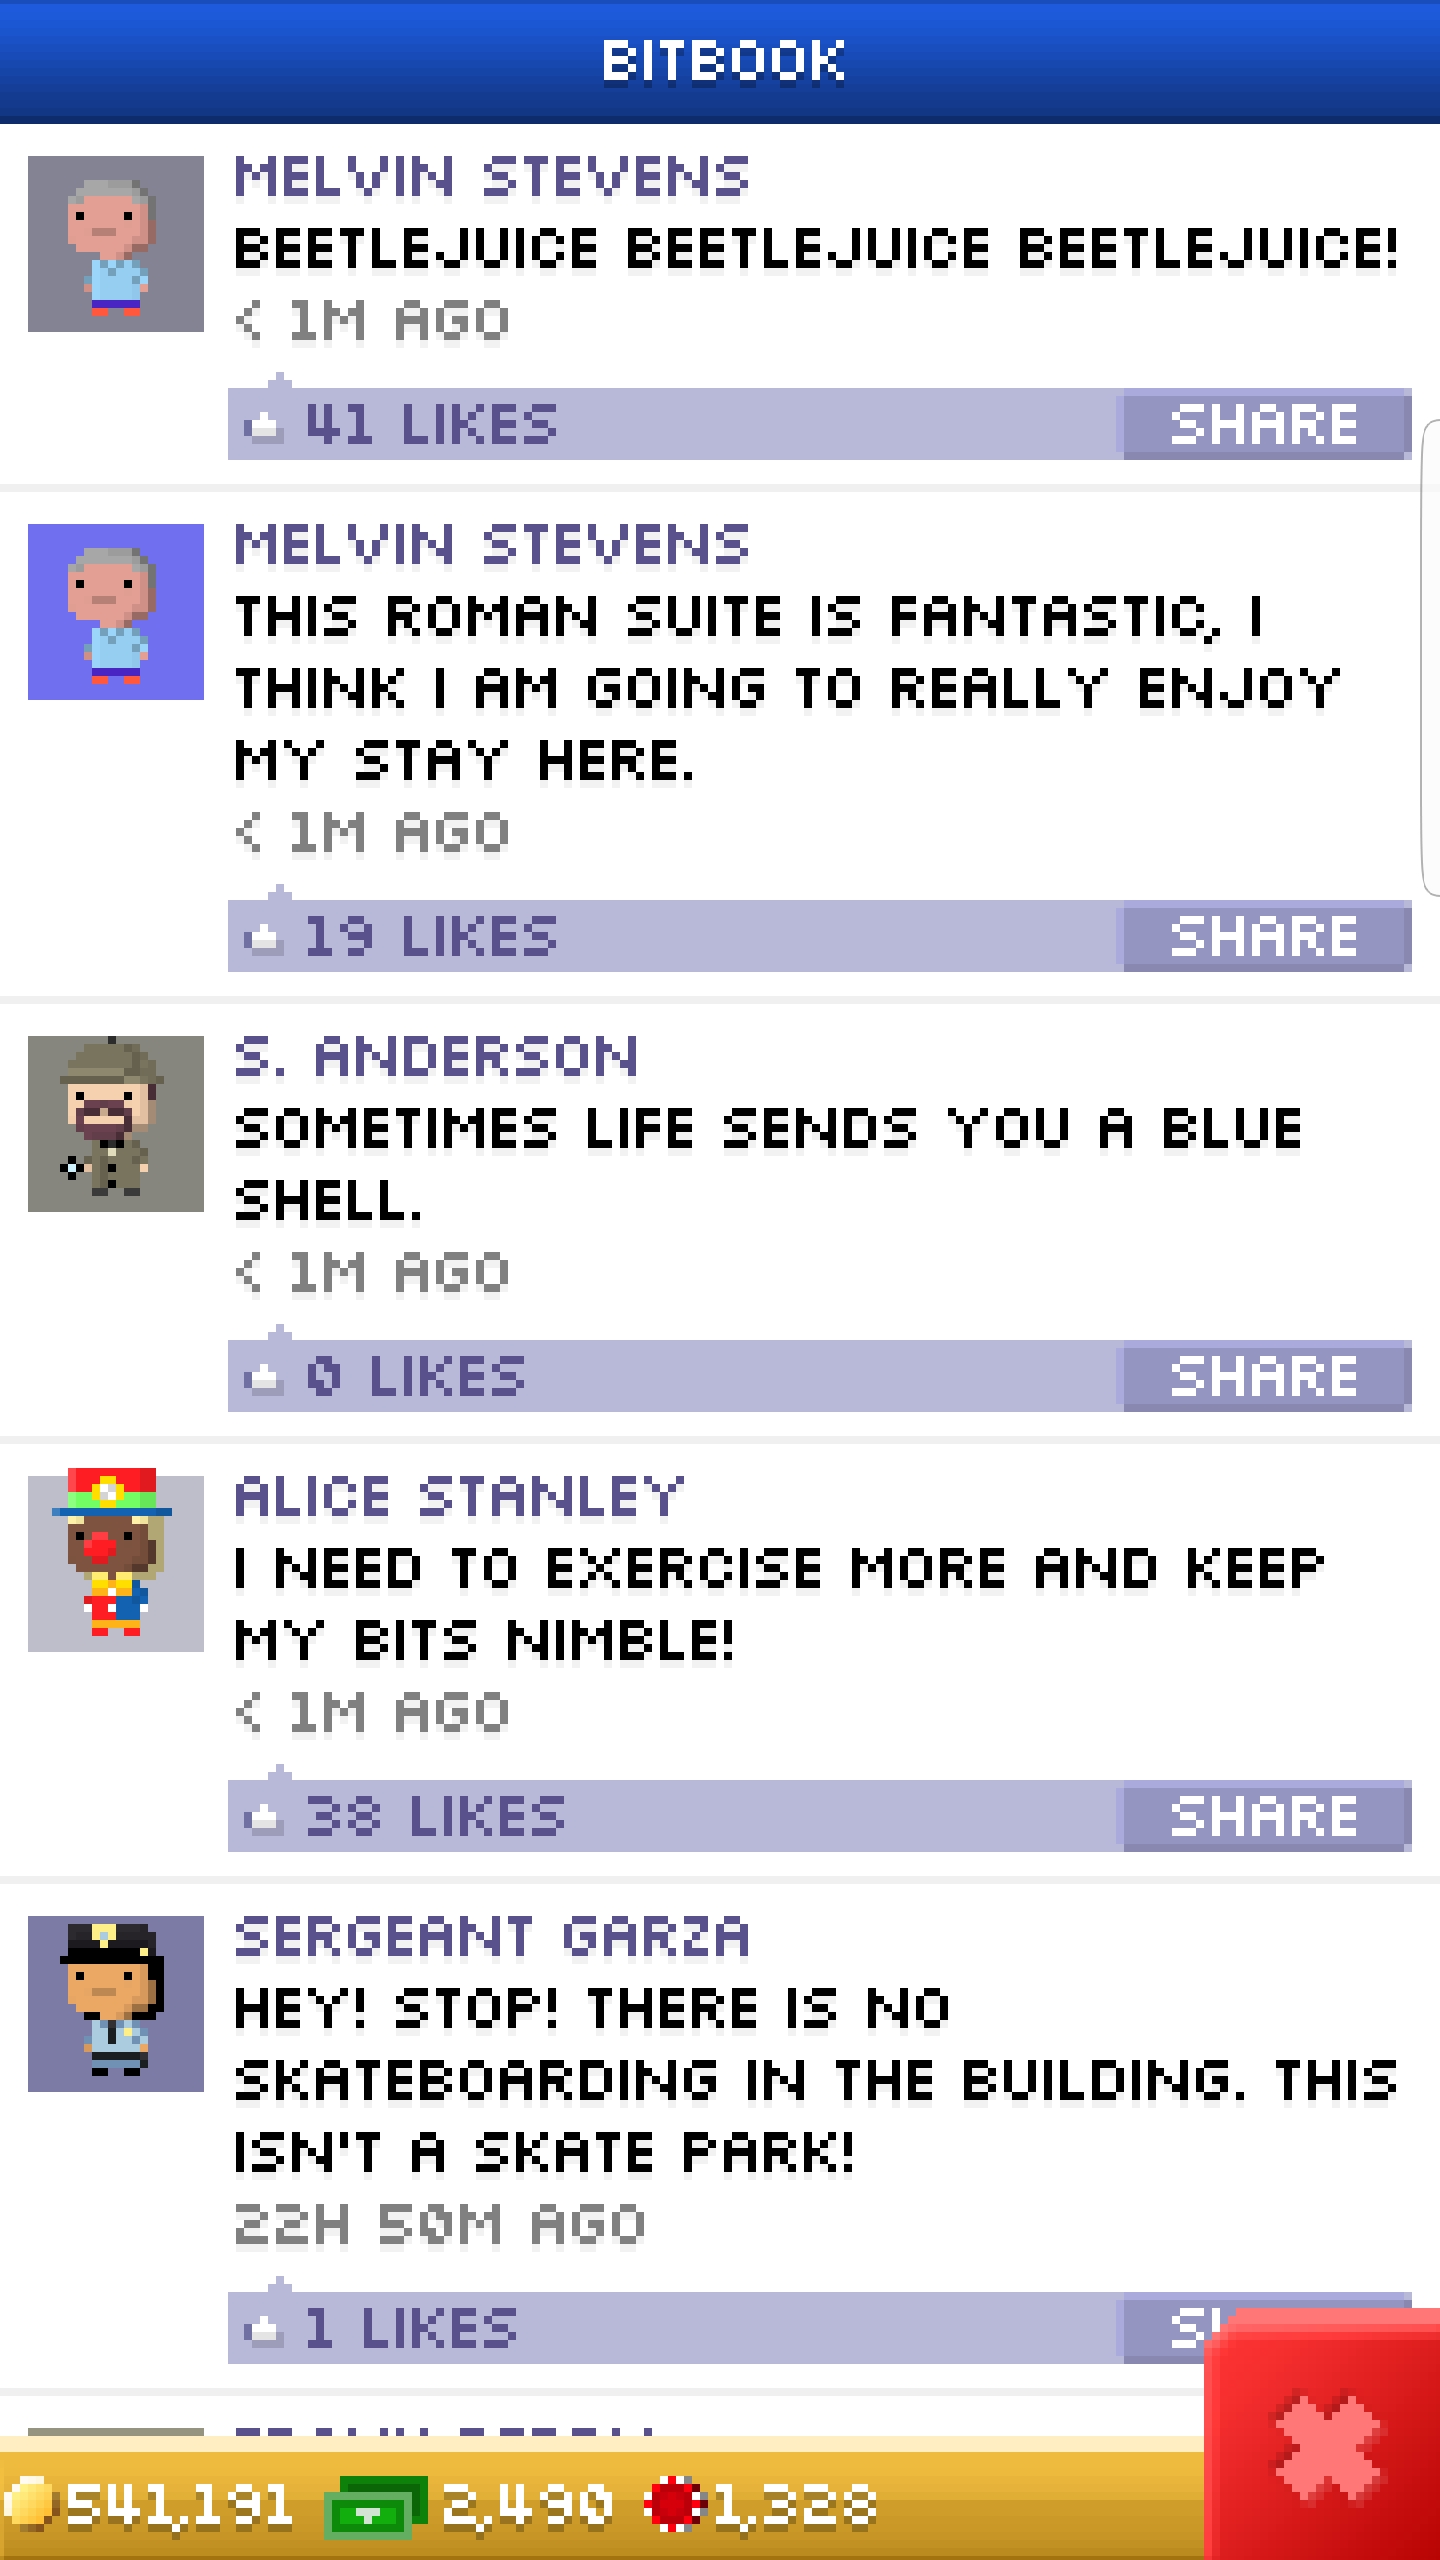 BITBOOK
MELVIN STEVENS
BEETLEJUICE BEETLEJUICE BEETLEJUICE!
< 1M AGO
41 LIKES SHARE
MELVIN STEVENS
THIS ROMAN SUITE IS FANTASTIC, I
THINK I AM GOING TO REALLY ENJOY
MY STAY HERE.
< 1M AGO
19 LIKES SHARE
S. ANDERSON
SOMETIMES LIFE SENDS YOU A BLUE
SHELL.
< 1M AGO
0 LIKES SHARE
ALICE STANLEY
I NEED TO EXERCISE MORE AND KEEP
MY BITS NIMBLE!
< 1M AGO
38 LIKES SHARE
SERGEANT GARZA
HEY! STOP! THERE IS NO
SKATEBOARDING IN THE BUILDING. THIS
ISN'T A SKATE PARK!
22H 50M AGO
1 LIKES
541,191 2,490 1,328